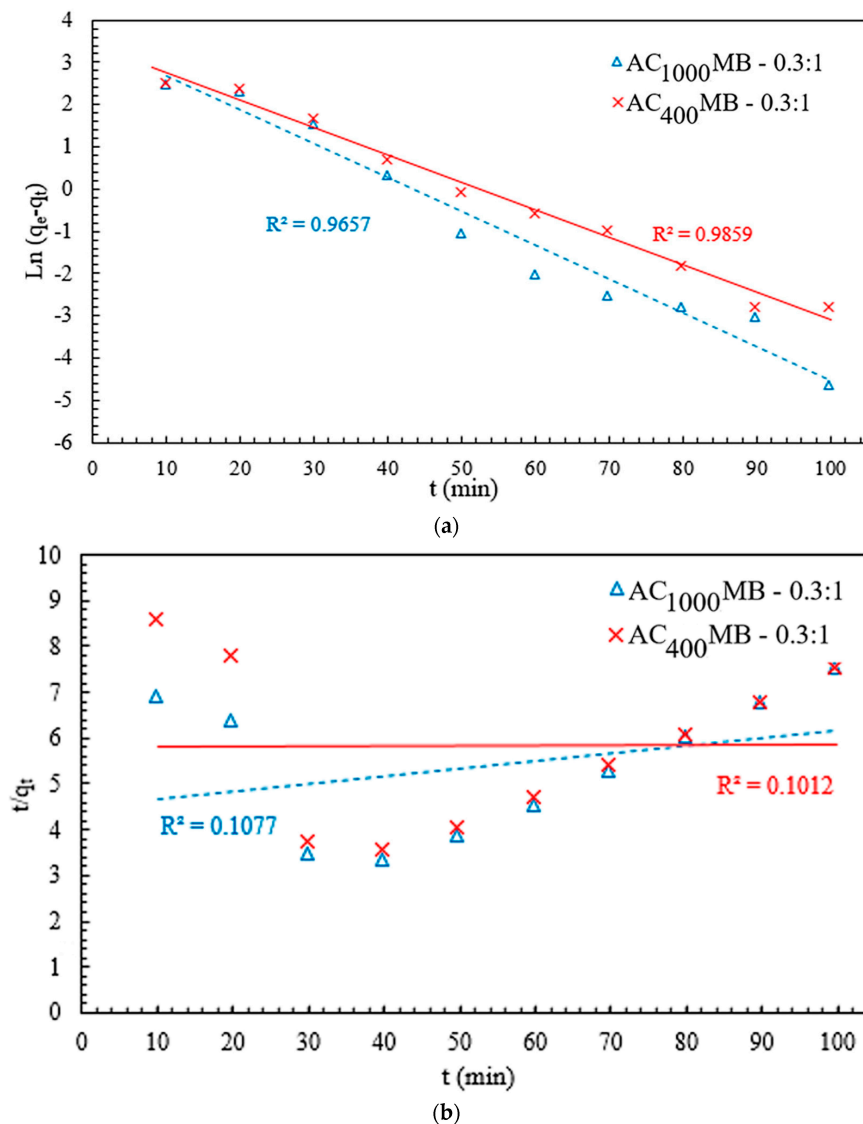 4
3
2
1
0
-1
-2
-3
-4
-5
-6
Ln (qₑ-qₜ)
△ AC₁₀₀₀MB - 0.3:1
× AC₄₀₀MB - 0.3:1
R² = 0.9657
R² = 0.9859
0 10 20 30 40 50 60 70 80 90 100
t (min)
(a)
10
9
8
7
6
5
4
3
2
1
0
t/qₜ
△ AC₁₀₀₀MB - 0.3:1
× AC₄₀₀MB - 0.3:1
R² = 0.1077
R² = 0.1012
0 10 20 30 40 50 60 70 80 90 100
t (min)
(b)